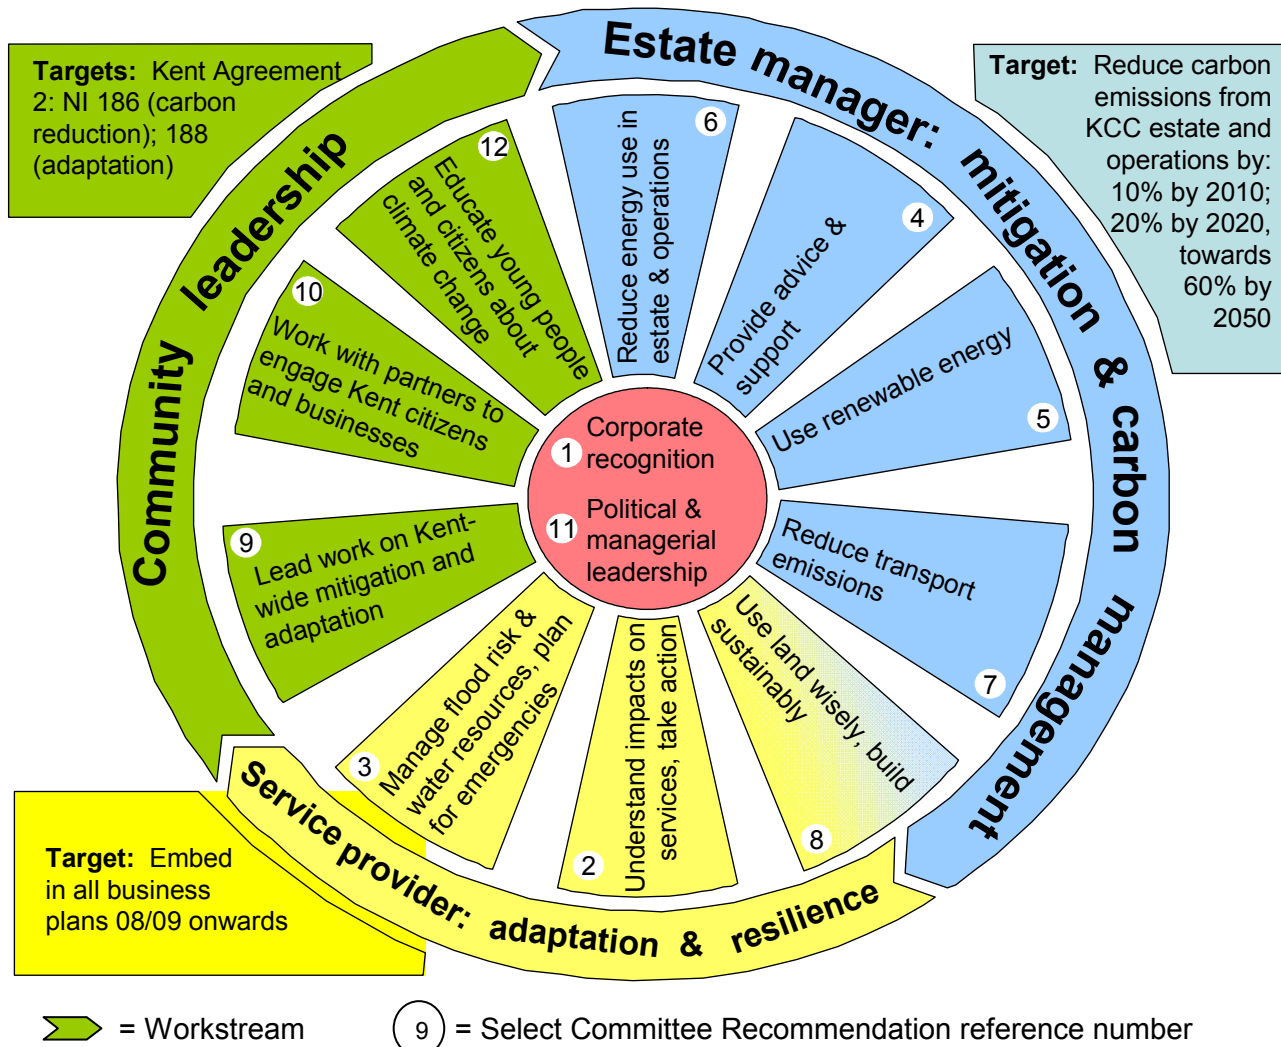 Targets: Kent Agreement
2: NI 186 (carbon
reduction); 188
(adaptation)
Estate manager: mitigation & carbon management
Target: Reduce carbon
emissions from
KCC estate and
operations by:
10% by 2010;
20% by 2020,
towards
60% by
2050
Community leadership
12
Educate young people
and citizens about
climate change
6
Reduce energy use in
estate & operations
4
Provide advice &
support
10
Work with partners to
engage Kent citizens
and businesses
Use renewable energy
5
1
Corporate
recognition
11
Political &
managerial
leadership
9
Lead work on Kent-
wide mitigation and
adaptation
Reduce transport
emissions
7
3
Manage flood risk &
water resources, plan
for emergencies
2
Understand impacts on
services, take action
Use land wisely, build
sustainably
8
Service provider: adaptation & resilience
Target: Embed
in all business
plans 08/09 onwards
= Workstream
9 = Select Committee Recommendation reference number